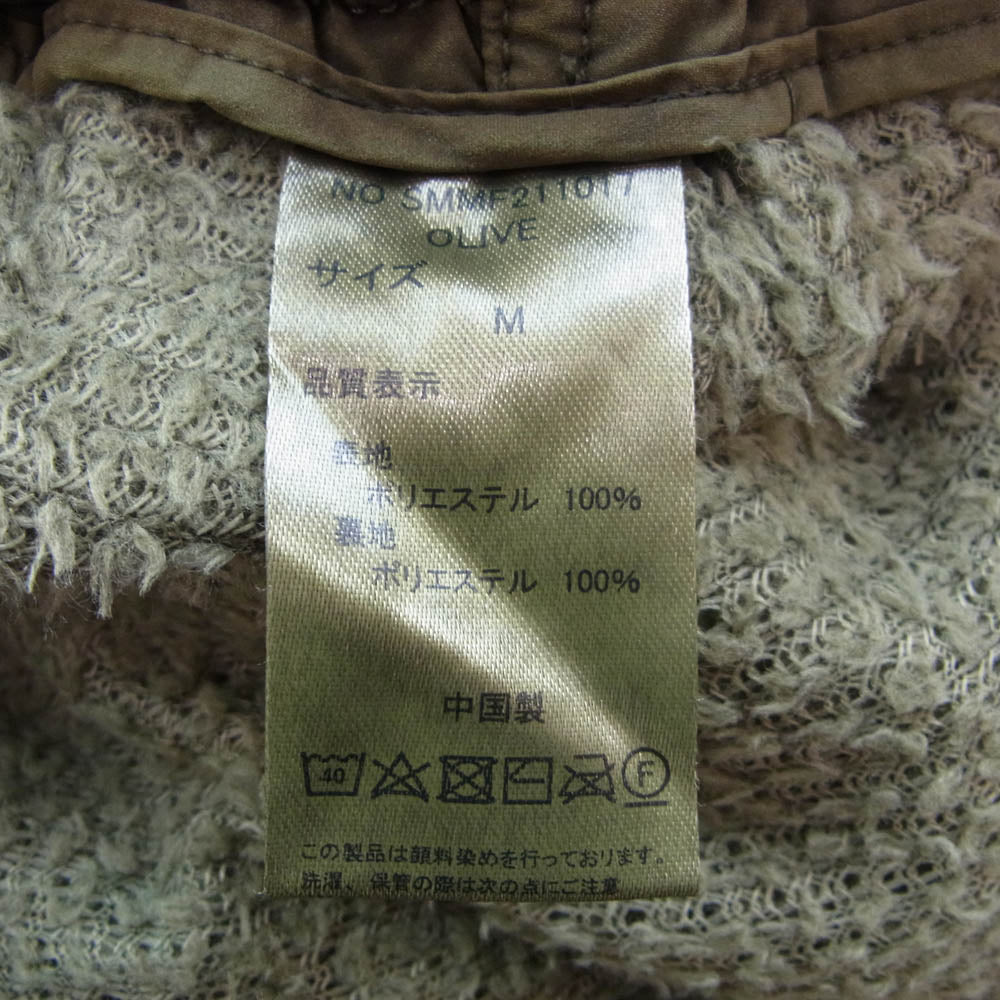 NO SMMF211017
OLIVE
サイズ
M
品質表示
表地
ポリエステル 100%
裏地
ポリエステル 100%
中国製
40 F
この製品は顔料染めを行っております。
洗濯、保管の際は次の点にご注意